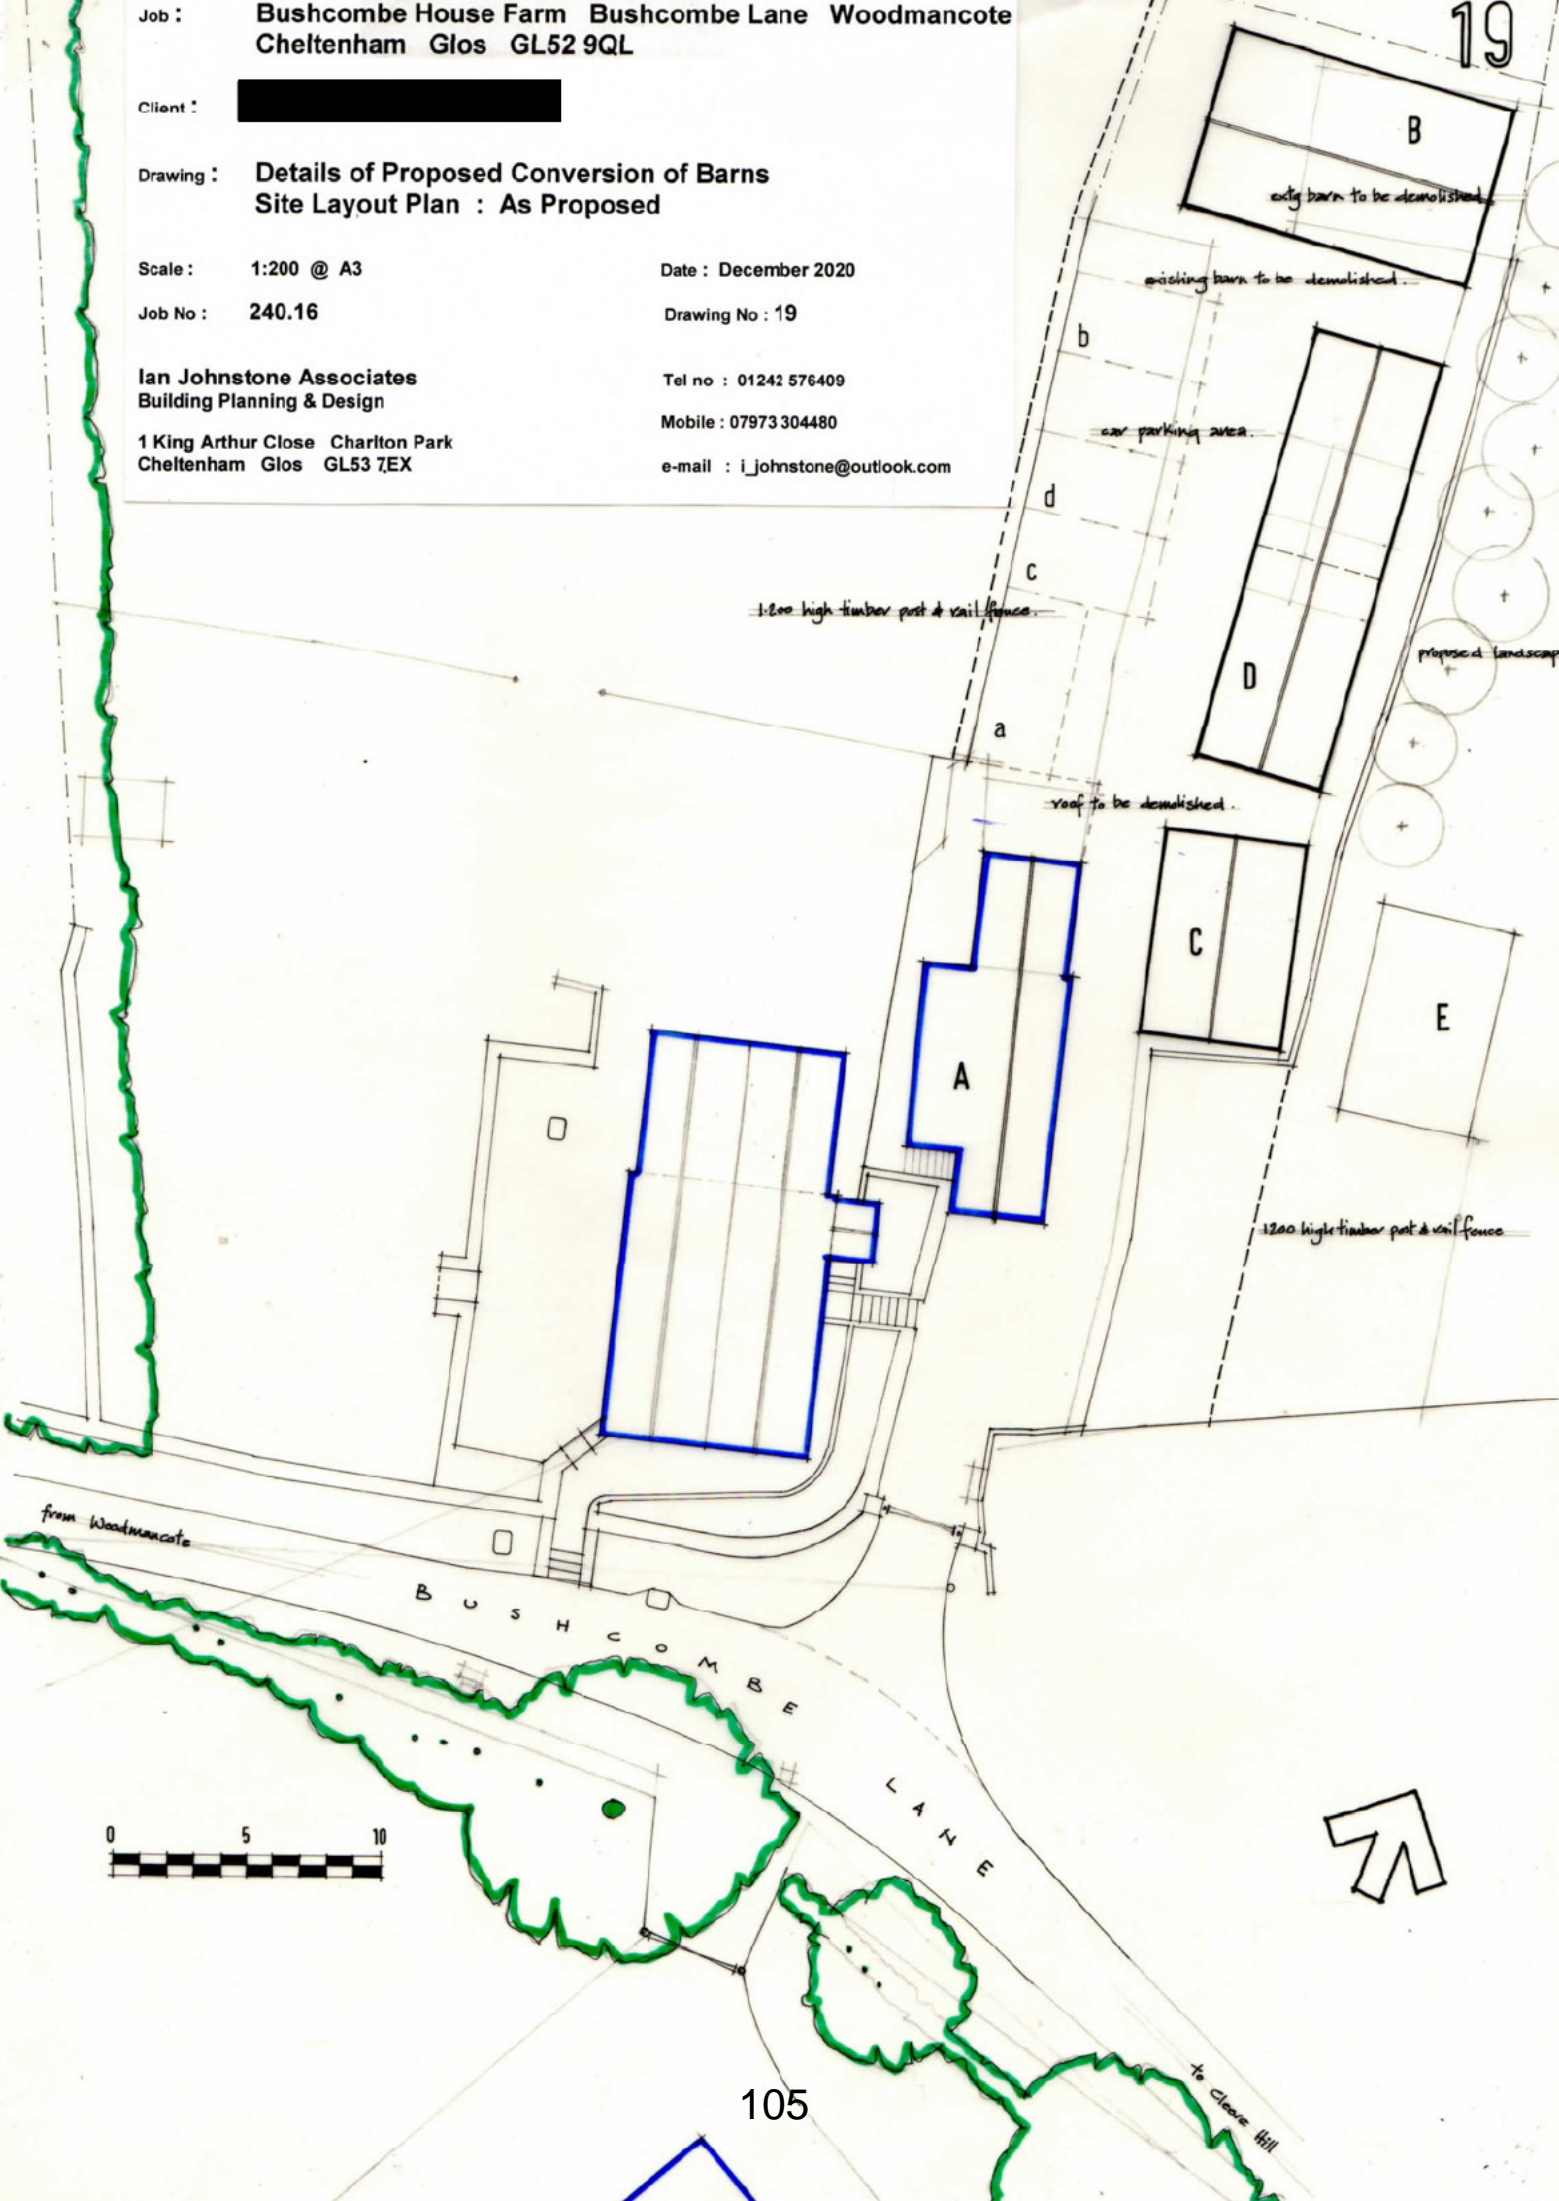 Job : Bushcombe House Farm Bushcombe Lane Woodmancote
Cheltenham Glos GL52 9QL
19
Client :
Drawing : Details of Proposed Conversion of Barns
Site Layout Plan : As Proposed
Scale : 1:200 @ A3
Date : December 2020
Job No : 240.16
Drawing No : 19
Ian Johnstone Associates
Building Planning & Design
Tel no : 01242 576409
Mobile : 07973 304480
1 King Arthur Close Charlton Park
Cheltenham Glos GL53 7EX
e-mail : i_johnstone@outlook.com
B
extg barn to be demolished
existing barn to be demolished.
b
car parking area.
d
c
1.200 high timber post & rail fence.
proposed landscap
D
a
roof to be demolished.
C
E
A
1200 high timber post & rail fence
from Woodmancote
BUSHCOMBE
LANE
0 5 10
to Cleeve Hill
105